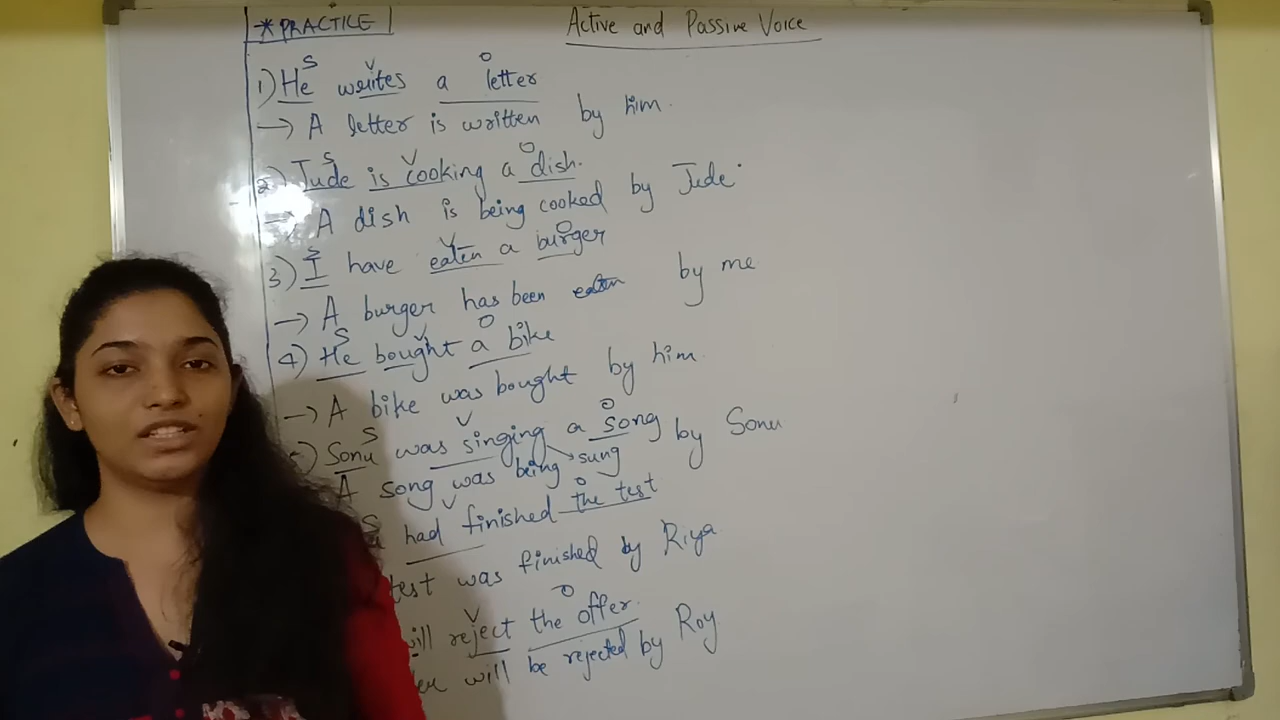 *PRACTICE
Active and Passive Voice
S V O
1) He writes a letter
→ A letter is written by him.
S V O
2) Jude is cooking a dish.
→ A dish is being cooked by Jude.
S V O
3) I have eaten a burger
→ A burger has been eaten by me
S V O
4) He bought a bike
→ A bike was bought by him.
S V O
) Sonu was singing a song
A song was being sung by Sonu
S V O
had finished the test
test was finished by Riya
V O
will reject the offer.
will be rejected by Roy